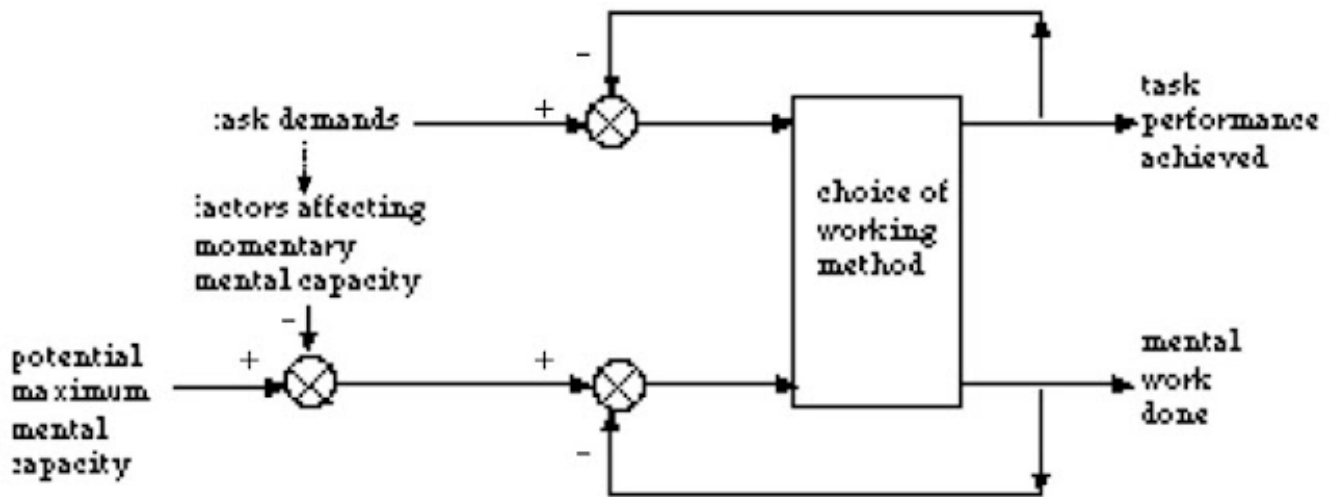 task demands
factors affecting
momentary
mental capacity
potential
maximum
mental
capacity
choice of
working
method
task
performance
achieved
mental
work
done
-
+
-
+
+
-